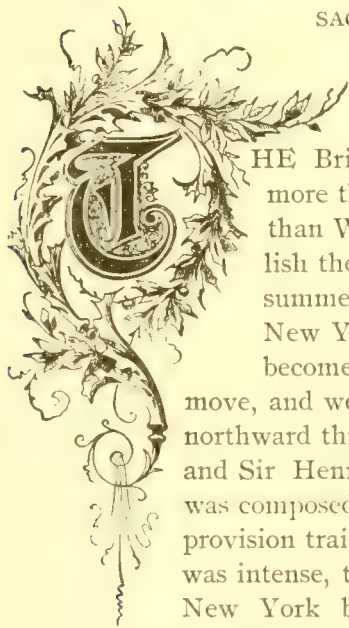 SAC
THE Bri
more th
than W
lish the
summe
New Y
become
move, and we
northward thr
and Sir Henr
was composed
provision trai
was intense, t
New York b